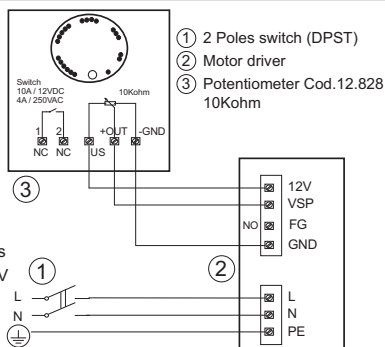 ① 2 Poles switch (DPST)
② Motor driver
③ Potentiometer Cod.12.828
10Kohm
Switch
10A / 12VDC
4A / 250VAC
10Kohm
1 2 +OUT -GND
NC NC US
③
12V
VSP
NO FG
GND
②
s
V
①
L
N
L
N
PE